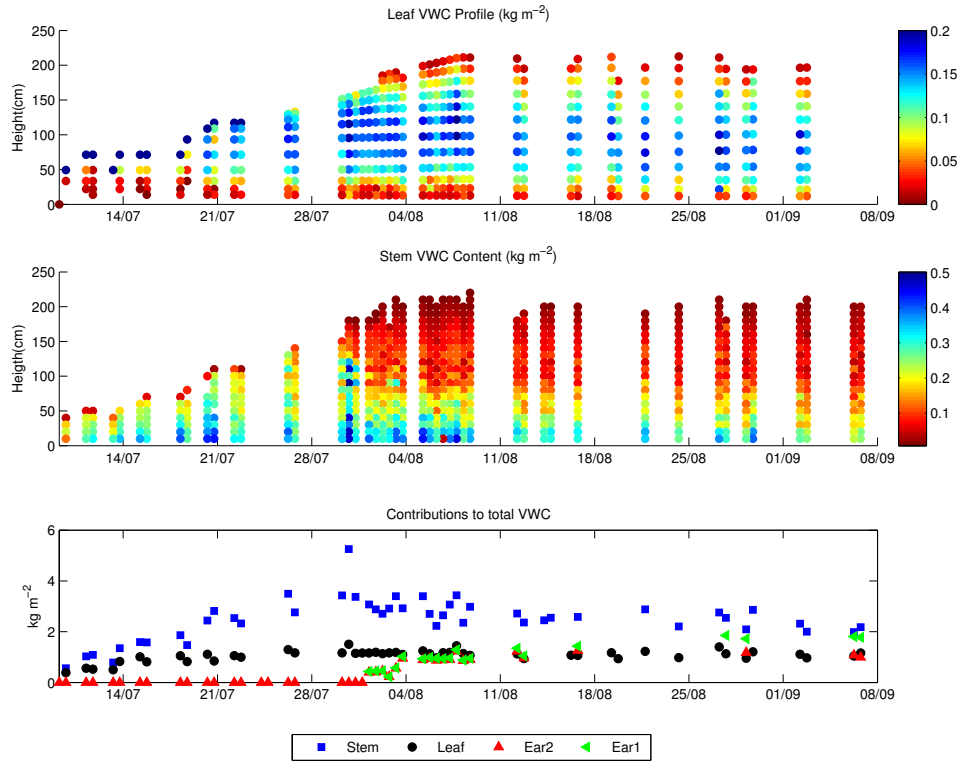 Leaf VWC Profile (kg m−2)
250
200
150
100
50
0
Height(cm)
14/07 21/07 28/07 04/08 11/08 18/08 25/08 01/09 08/09
0.2
0.15
0.1
0.05
0
Stem VWC Content (kg m−2)
250
200
150
100
50
0
Heigth(cm)
14/07 21/07 28/07 04/08 11/08 18/08 25/08 01/09 08/09
0.5
0.4
0.3
0.2
0.1
Contributions to total VWC
6
4
2
0
kg m−2
14/07 21/07 28/07 04/08 11/08 18/08 25/08 01/09 08/09
Stem Leaf Ear2 Ear1